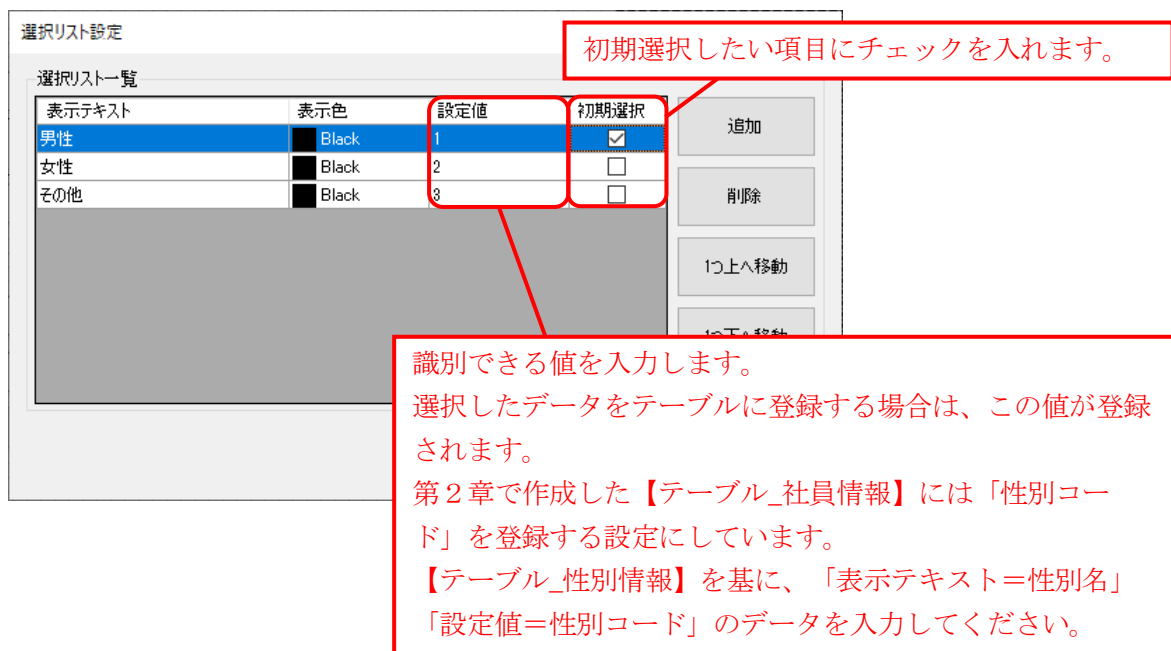 選択リスト設定
初期選択したい項目にチェックを入れます。
選択リスト一覧
表示テキスト 表示色 設定値 初期選択
男性 Black 1
女性 Black 2
その他 Black 3
追加
削除
1つ上へ移動
1つ下へ移動
識別できる値を入力します。
選択したデータをテーブルに登録する場合は、この値が登録
されます。
第２章で作成した【テーブル_社員情報】には「性別コー
ド」を登録する設定にしています。
【テーブル_性別情報】を基に、「表示テキスト＝性別名」
「設定値＝性別コード」のデータを入力してください。